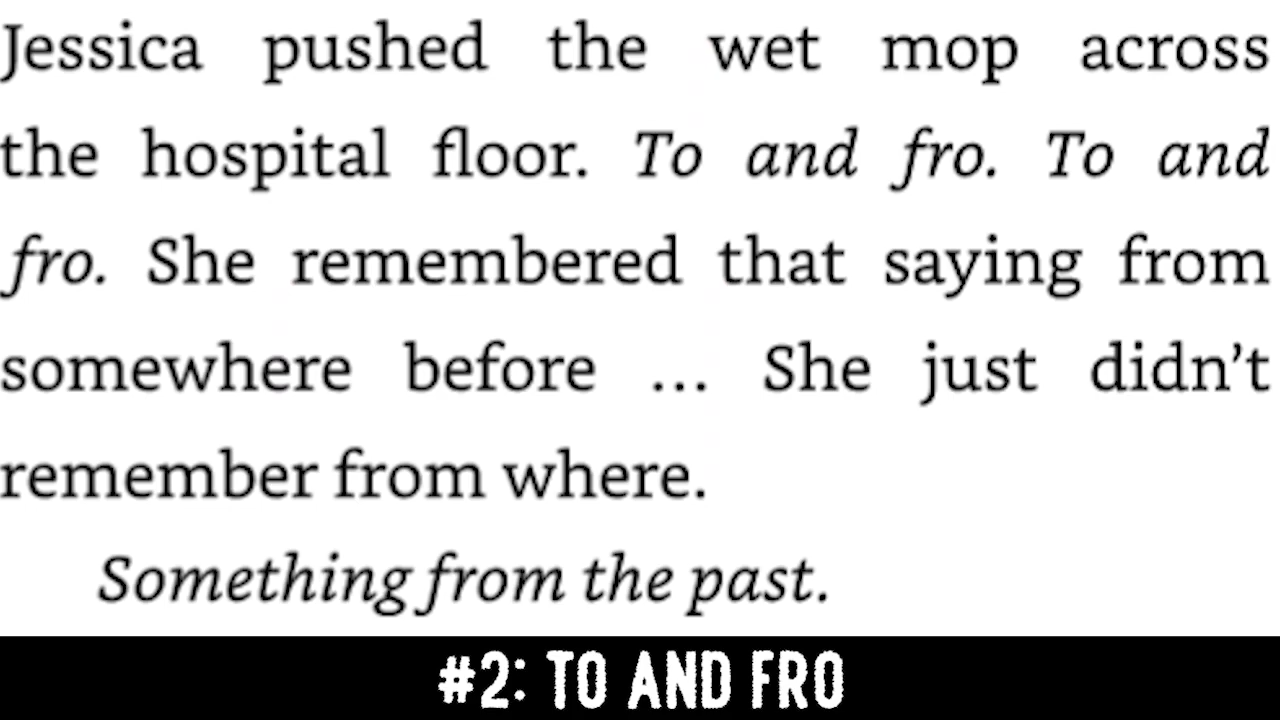 Jessica pushed the wet mop across
the hospital floor. To and fro. To and
fro. She remembered that saying from
somewhere before ... She just didn’t
remember from where.
Something from the past.
#2: TO AND FRO